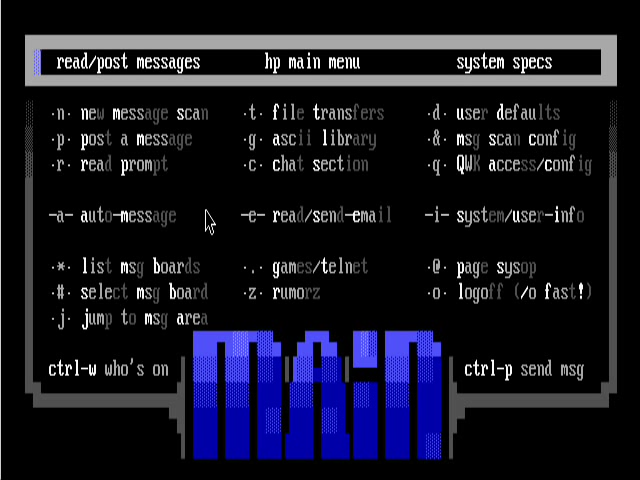 read/post messages hp main menu system specs
·n· new message scan ·t· file transfers ·d· user defaults
·p· post a message ·g· ascii library ·&· msg scan config
·r· read prompt ·c· chat section ·q· QWK access/config
-a- auto-message -e- read/send-email -i- system/user-info
·*· list msg boards ·.· games/telnet ·@· page sysop
·#· select msg board ·z· rumorz ·o· logoff (/o fast!)
·j· jump to msg area
ctrl-w who's on MAiN ctrl-p send msg